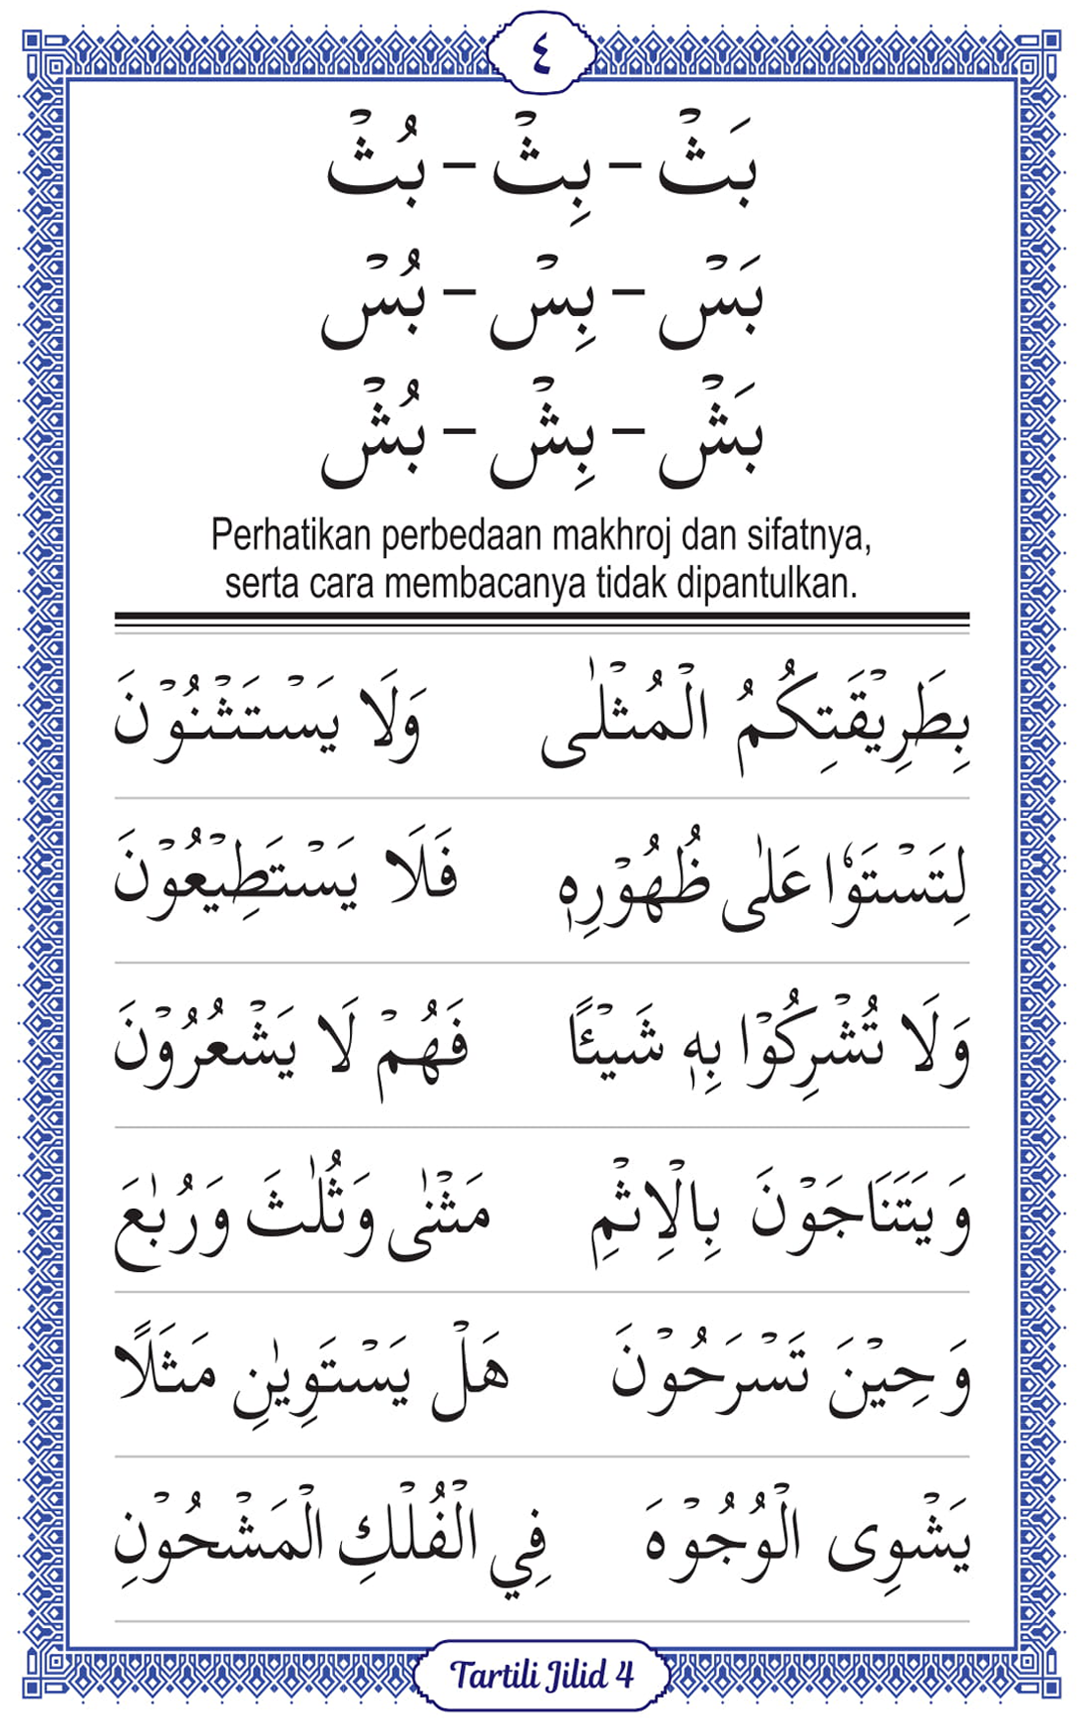 ٤
بَثْ – بِثْ – بُثْ
بَسْ – بِسْ – بُسْ
بَشْ – بِشْ – بُشْ
Perhatikan perbedaan makhroj dan sifatnya,
serta cara membacanya tidak dipantulkan.
بِطَرِيْقَتِكُمُ الْمُثْلٰى وَلَا يَسْتَثْنُوْنَ
لِتَسْتَوٗا عَلٰى ظُهُوْرِهٖ فَلَا يَسْتَطِيْعُوْنَ
وَلَا تُشْرِكُوْا بِهٖ شَيْئًا فَهُمْ لَا يَشْعُرُوْنَ
وَيَتَنَاجَوْنَ بِالْاِثْمِ مَثْنٰى وَثُلٰثَ وَرُبٰعَ
وَحِيْنَ تَسْرَحُوْنَ هَلْ يَسْتَوِيٰنِ مَثَلًا
يَشْوِى الْوُجُوْهَ فِي الْفُلْكِ الْمَشْحُوْنِ
Tartili Jilid 4